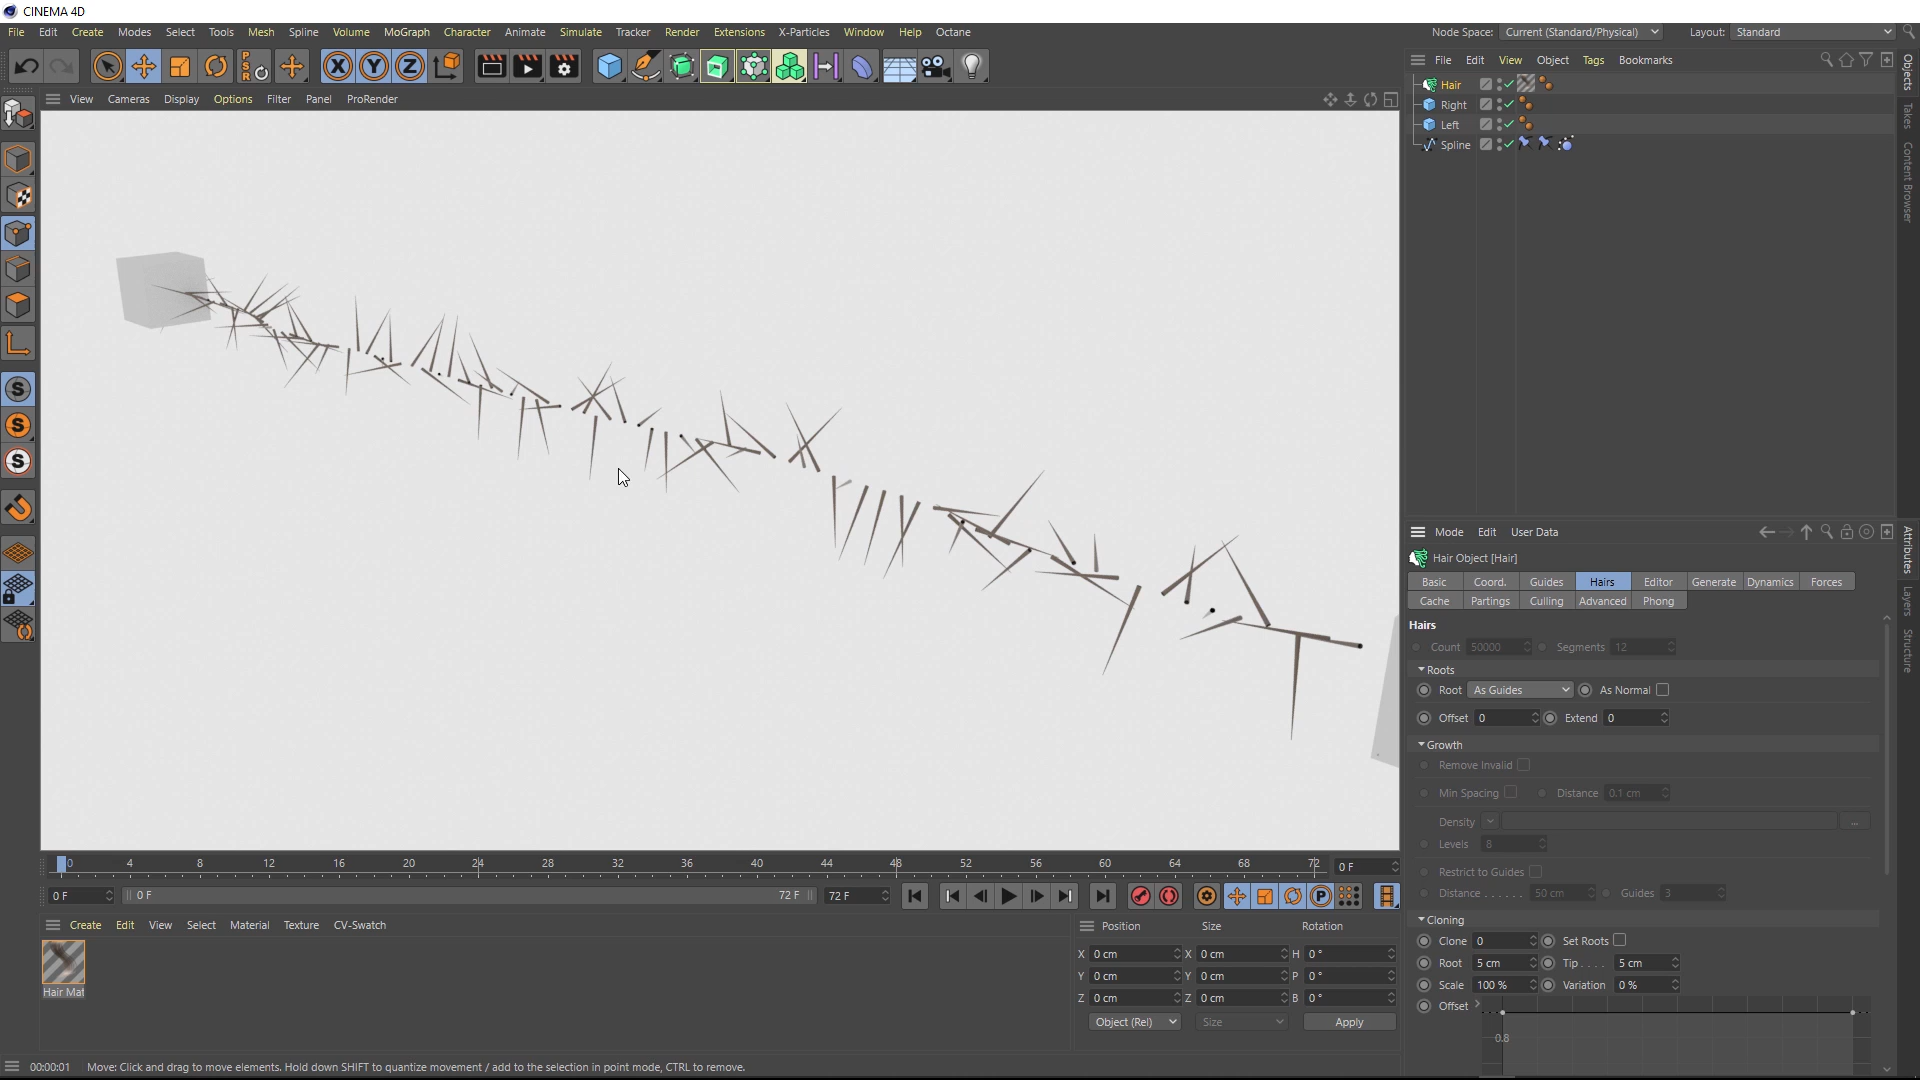 CINEMA 4D
File Edit Create Modes Select Tools Mesh Spline Volume MoGraph Character Animate Simulate Tracker Render Extensions X-Particles Window Help Octane Node Space: Current (Standard/Physical) Layout: Standard
PSR X Y Z
View Cameras Display Options Filter Panel ProRender
File Edit View Object Tags Bookmarks
Hair
Right
Left
Spline
Objects
Takes
Content Browser
S
S
S
Mode Edit User Data
Hair Object [Hair]
Basic Coord. Guides Hairs Editor Generate Dynamics Forces
Cache Partings Culling Advanced Phong
Attributes
Layers
Structure
Hairs
Count 50000 Segments 12
Roots
Root As Guides As Normal
Offset 0 Extend 0
Growth
Remove Invalid
Min Spacing Distance 0.1 cm
Density ...
Levels 8
Restrict to Guides
Distance . . . . . . 50 cm Guides 3
Cloning
Clone 0 Set Roots
Root 5 cm Tip . . . . 5 cm
Scale 100 % Variation 0 %
Offset
0.8
0 4 8 12 16 20 24 28 32 36 40 44 48 52 56 60 64 68 72 0 F
0 F 0 F 72 F 72 F P
Create Edit View Select Material Texture CV-Swatch
Hair Mat
Position Size Rotation
X 0 cm X 0 cm H 0 °
Y 0 cm Y 0 cm P 0 °
Z 0 cm Z 0 cm B 0 °
Object (Rel) Size Apply
00:00:01 Move: Click and drag to move elements. Hold down SHIFT to quantize movement / add to the selection in point mode, CTRL to remove.